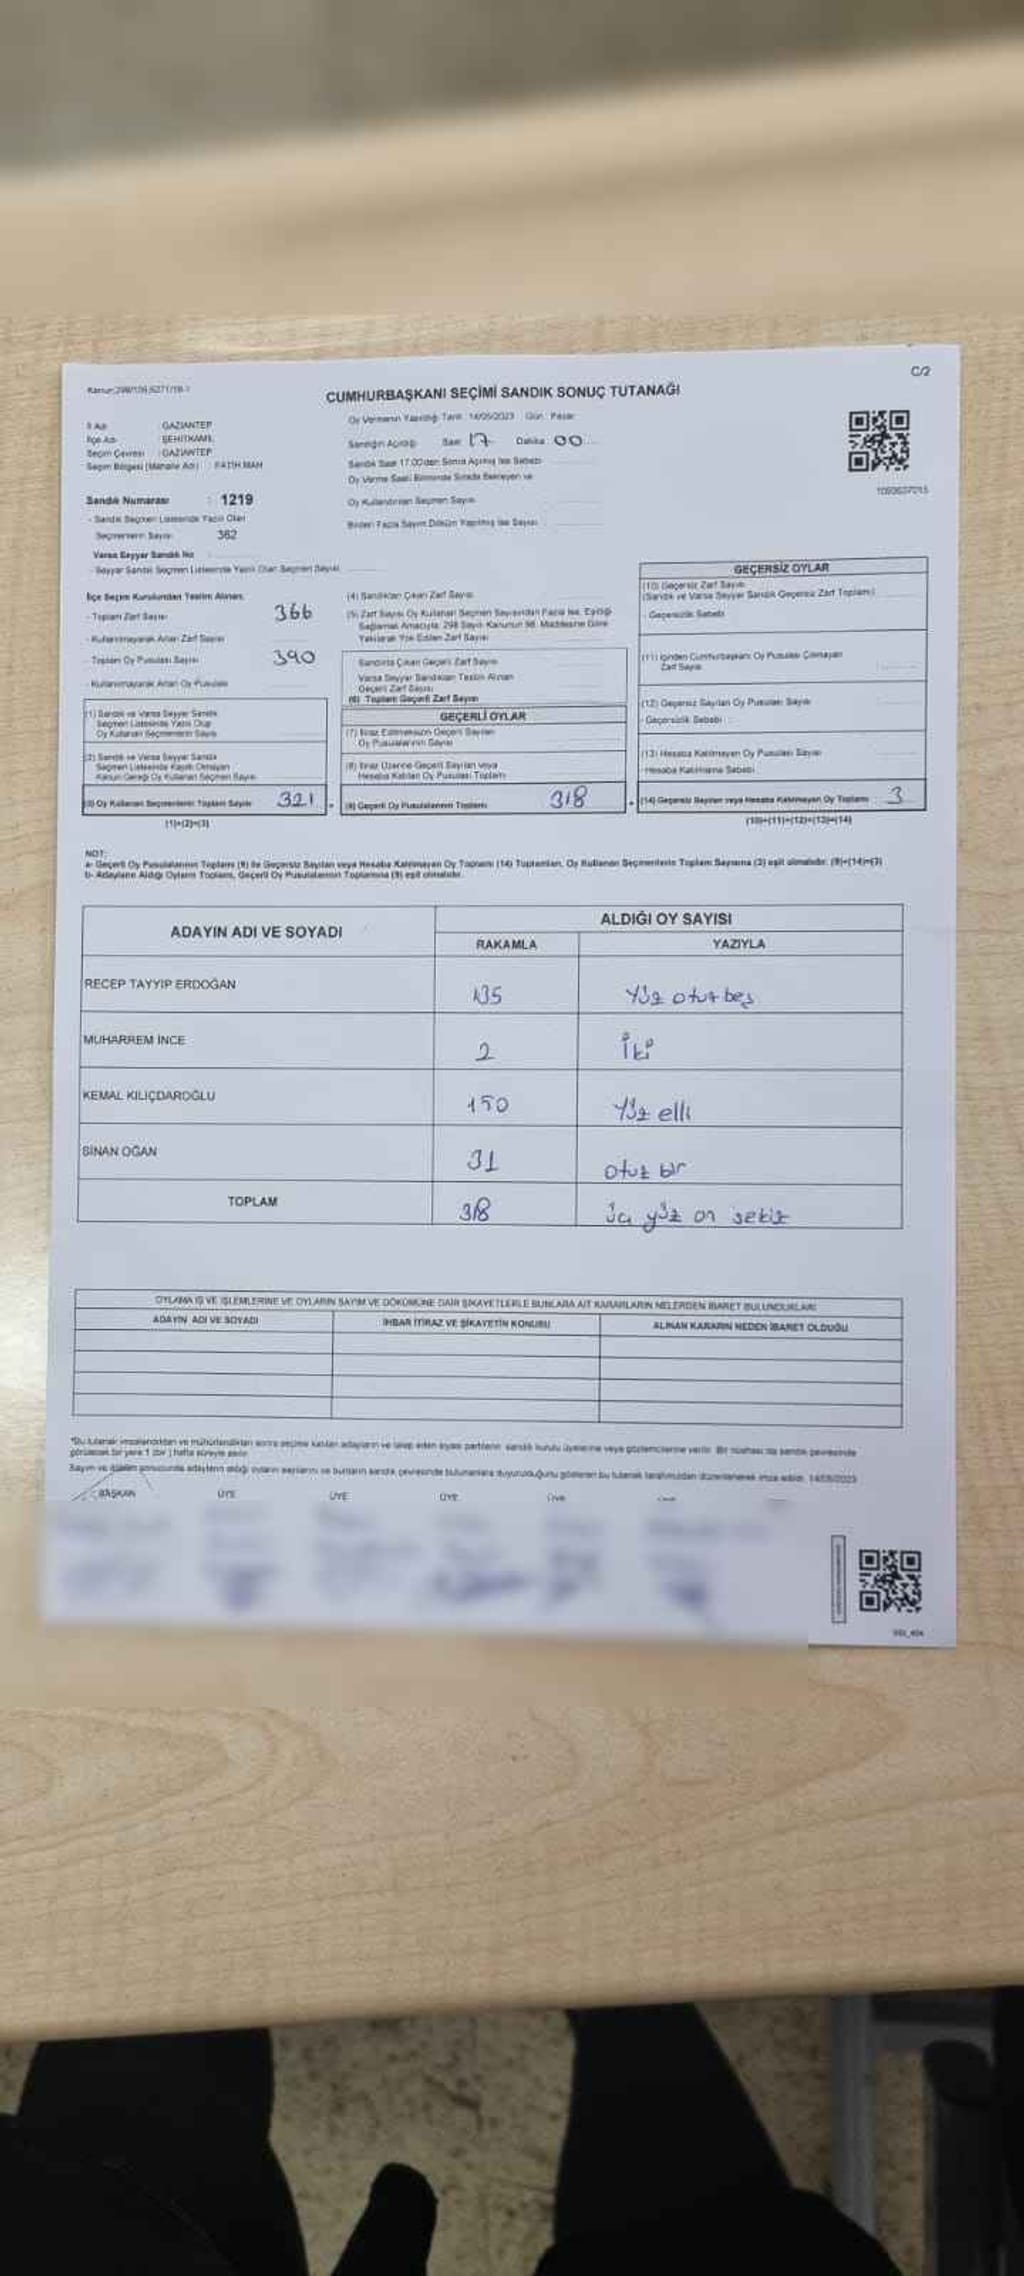 Kanun:298/109,6271/18-1
C/2
CUMHURBAŞKANI SEÇİMİ SANDIK SONUÇ TUTANAĞI
İl Adı : GAZİANTEP
İlçe Adı : ŞEHİTKAMİL
Seçim Çevresi : GAZİANTEP
Seçim Bölgesi (Mahalle Adı) : FATİH MAH
Oy Vermenin Yapıldığı Tarih : 14/05/2023 Gün : Pazar
Sandığın Açıldığı Saat 17 Dakika 00
Sandık Saat 17.00'den Sonra Açılmış İse Sebebi
Oy Verme Saati Bitiminde Sırada Bekleyen ve
Oy Kullandırılan Seçmen Sayısı
Birden Fazla Sayım Döküm Yapılmış İse Sayısı
Sandık Numarası : 1219
- Sandık Seçmen Listesinde Yazılı Olan
Seçmenlerin Sayısı 362
Varsa Seyyar Sandık No
- Seyyar Sandık Seçmen Listesinde Yazılı Olan Seçmen Sayısı
İlçe Seçim Kurulundan Teslim Alınan;
- Toplam Zarf Sayısı 366
- Kullanılmayarak Artan Zarf Sayısı
- Toplam Oy Pusulası Sayısı 390
- Kullanılmayarak Artan Oy Pusulası
(1) Sandık ve Varsa Seyyar Sandık
Seçmen Listesinde Yazılı Olup
Oy Kullanan Seçmenlerin Sayısı
(2) Sandık ve Varsa Seyyar Sandık
Seçmen Listesinde Kayıtlı Olmayan
Kanun Gereği Oy Kullanan Seçmen Sayısı
(3) Oy Kullanan Seçmenlerin Toplam Sayısı 321
(1)+(2)=(3)
(4) Sandıktan Çıkan Zarf Sayısı
(5) Zarf Sayısı Oy Kullanan Seçmen Sayısından Fazla İse, Eşitliği
Sağlamak Amacıyla; 298 Sayılı Kanunun 98. Maddesine Göre
Yakılarak Yok Edilen Zarf Sayısı
Sandıkta Çıkan Geçerli Zarf Sayısı
Varsa Seyyar Sandıktan Teslim Alınan
Geçerli Zarf Sayısı
(6) Toplam Geçerli Zarf Sayısı
GEÇERLİ OYLAR
(7) İtiraz Edilmeksizin Geçerli Sayılan
Oy Pusulalarının Sayısı
(8) İtiraz Üzerine Geçerli Sayılan veya
Hesaba Katılan Oy Pusulası Toplamı
(9) Geçerli Oy Pusulalarının Toplamı 318
GEÇERSİZ OYLAR
(10) Geçersiz Zarf Sayısı
(Sandık ve Varsa Seyyar Sandık Geçersiz Zarf Toplamı)
- Geçersizlik Sebebi
(11) İçinden Cumhurbaşkanı Oy Pusulası Çıkmayan
Zarf Sayısı
(12) Geçersiz Sayılan Oy Pusulası Sayısı
- Geçersizlik Sebebi
(13) Hesaba Katılmayan Oy Pusulası Sayısı
- Hesaba Katılmama Sebebi
(14) Geçersiz Sayılan veya Hesaba Katılmayan Oy Toplamı 3
(10)+(11)+(12)+(13)=(14)
NOT:
a- Geçerli Oy Pusulalarının Toplamı (9) ile Geçersiz Sayılan veya Hesaba Katılmayan Oy Toplamı (14) Toplamları, Oy Kullanan Seçmenlerin Toplam Sayısına (3) eşit olmalıdır. (9)+(14)=(3)
b- Adayların Aldığı Oyların Toplamı, Geçerli Oy Pusulalarının Toplamına (9) eşit olmalıdır.
ADAYIN ADI VE SOYADI
ALDIĞI OY SAYISI
RAKAMLA YAZIYLA
RECEP TAYYİP ERDOĞAN 135 Yüz otuz beş
MUHARREM İNCE 2 İki
KEMAL KILIÇDAROĞLU 150 Yüz elli
SİNAN OĞAN 31 otuz bir
TOPLAM 318 üç yüz on sekiz
OYLAMA İŞ VE İŞLEMLERİNE VE OYLARIN SAYIM VE DÖKÜMÜNE DAİR ŞİKAYETLERLE BUNLARA AİT KARARLARIN NELERDEN İBARET BULUNDUKLARI
ADAYIN ADI VE SOYADI İHBAR İTİRAZ VE ŞİKAYETİN KONUSU ALINAN KARARIN NEDEN İBARET OLDUĞU
*Bu tutanak imzalandıktan ve mühürlendikten sonra seçime katılan adayların ve talep eden siyasi partilerin sandık kurulu üyelerine veya gözlemcilerine verilir. Bir nüshası da sandık çevresinde
görülecek bir yere 1 (bir) hafta süreyle asılır.
Sayım ve döküm sonucunda adayların aldığı oyların sayılarını ve bunların sandık çevresinde bulunanlara duyurulduğunu gösteren bu tutanak tarafımızdan düzenlenerek imza edildi. 14/05/2023
BAŞKAN ÜYE ÜYE ÜYE